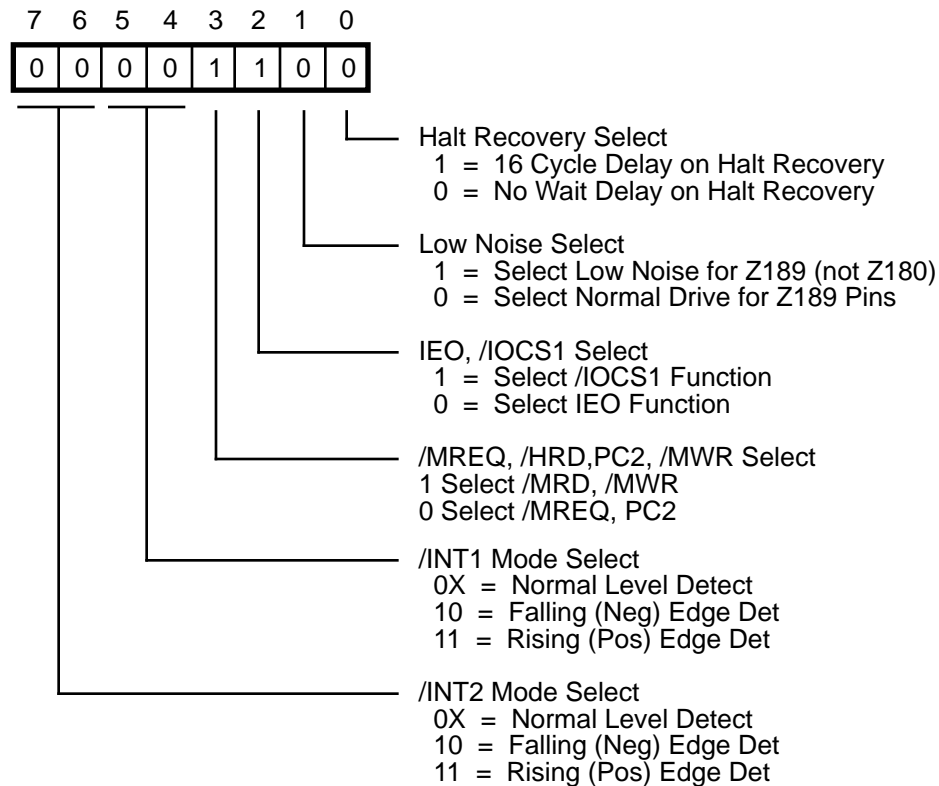 7 6 5 4 3 2 1 0
0 0 0 0 1 1 0 0
Halt Recovery Select
1 = 16 Cycle Delay on Halt Recovery
0 = No Wait Delay on Halt Recovery
Low Noise Select
1 = Select Low Noise for Z189 (not Z180)
0 = Select Normal Drive for Z189 Pins
IEO, /IOCS1 Select
1 = Select /IOCS1 Function
0 = Select IEO Function
/MREQ, /HRD,PC2, /MWR Select
1 Select /MRD, /MWR
0 Select /MREQ, PC2
/INT1 Mode Select
0X = Normal Level Detect
10 = Falling (Neg) Edge Det
11 = Rising (Pos) Edge Det
/INT2 Mode Select
0X = Normal Level Detect
10 = Falling (Neg) Edge Det
11 = Rising (Pos) Edge Det